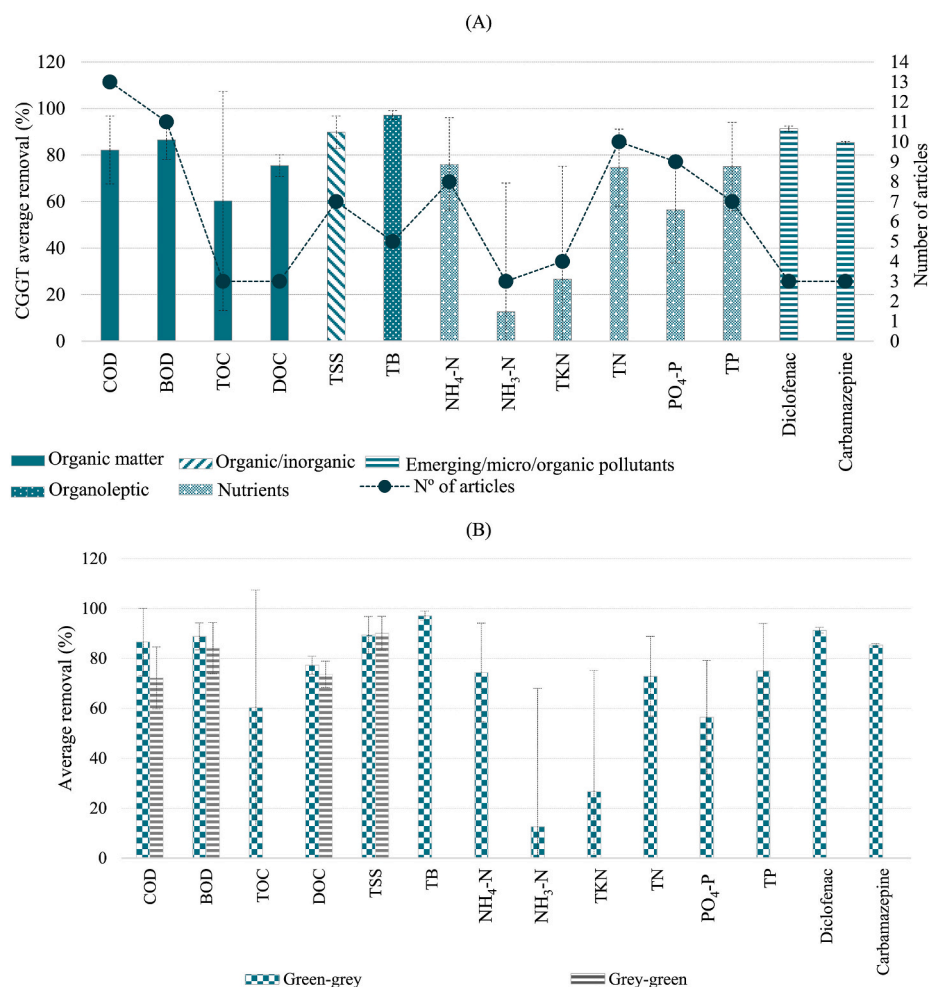 (A)
CGGT average removal (%)
120
100
80
60
40
20
0
14
13
12
11
10
9
8
7
6
5
4
3
2
1
0
Number of articles
COD
BOD
TOC
DOC
TSS
TB
NH₄-N
NH₃-N
TKN
TN
PO₄-P
TP
Diclofenac
Carbamazepine
Organic matter
Organic/inorganic
Emerging/micro/organic pollutants
Organoleptic
Nutrients
Nº of articles
(B)
Average removal (%)
120
100
80
60
40
20
0
COD
BOD
TOC
DOC
TSS
TB
NH₄-N
NH₃-N
TKN
TN
PO₄-P
TP
Diclofenac
Carbamazepine
Green-grey
Grey-green